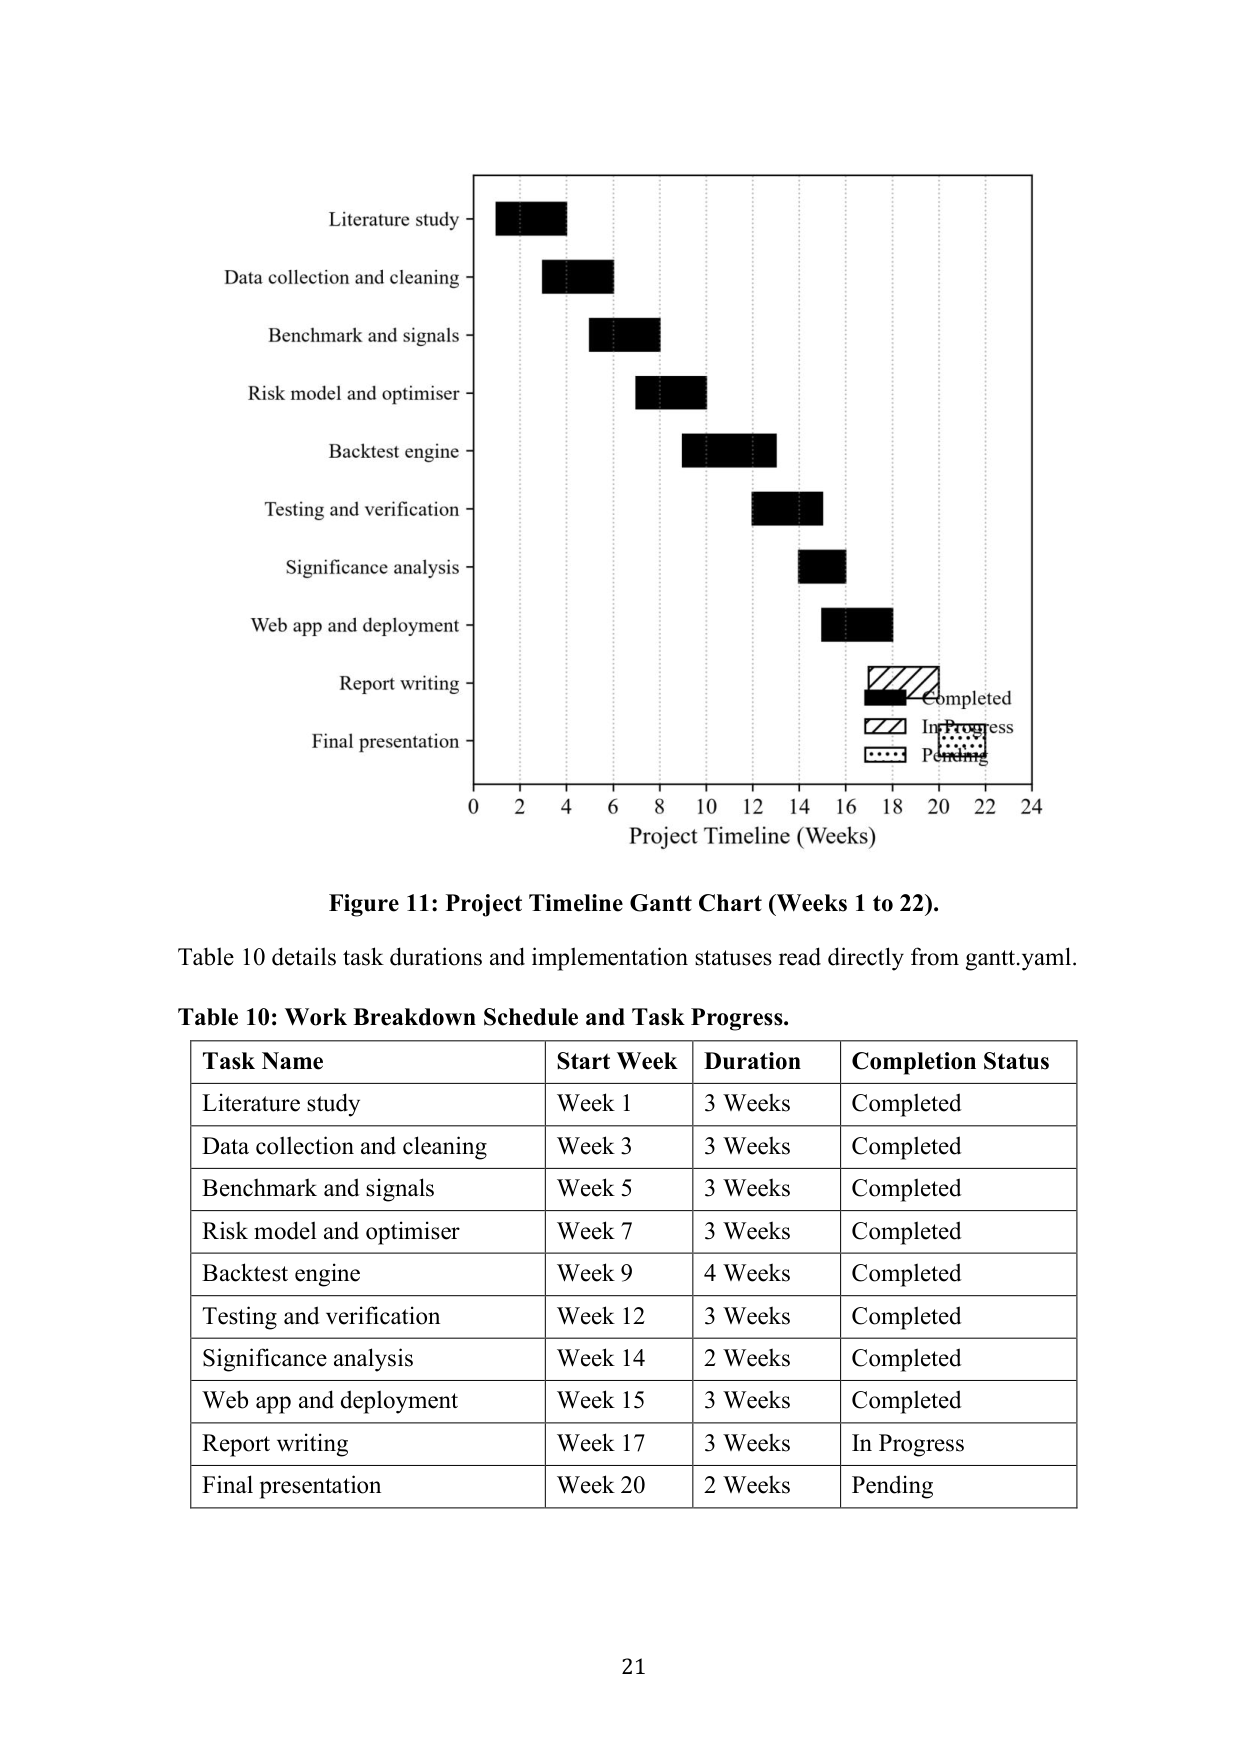 Literature study
Data collection and cleaning
Benchmark and signals
Risk model and optimiser
Backtest engine
Testing and verification
Significance analysis
Web app and deployment
Report writing
Completed
In Progress
Final presentation
Pending
0 2 4 6 8 10 12 14 16 18 20 22 24
Project Timeline (Weeks)
Figure 11: Project Timeline Gantt Chart (Weeks 1 to 22).
Table 10 details task durations and implementation statuses read directly from gantt.yaml.
Table 10: Work Breakdown Schedule and Task Progress.
Task Name Start Week Duration Completion Status
Literature study Week 1 3 Weeks Completed
Data collection and cleaning Week 3 3 Weeks Completed
Benchmark and signals Week 5 3 Weeks Completed
Risk model and optimiser Week 7 3 Weeks Completed
Backtest engine Week 9 4 Weeks Completed
Testing and verification Week 12 3 Weeks Completed
Significance analysis Week 14 2 Weeks Completed
Web app and deployment Week 15 3 Weeks Completed
Report writing Week 17 3 Weeks In Progress
Final presentation Week 20 2 Weeks Pending
21